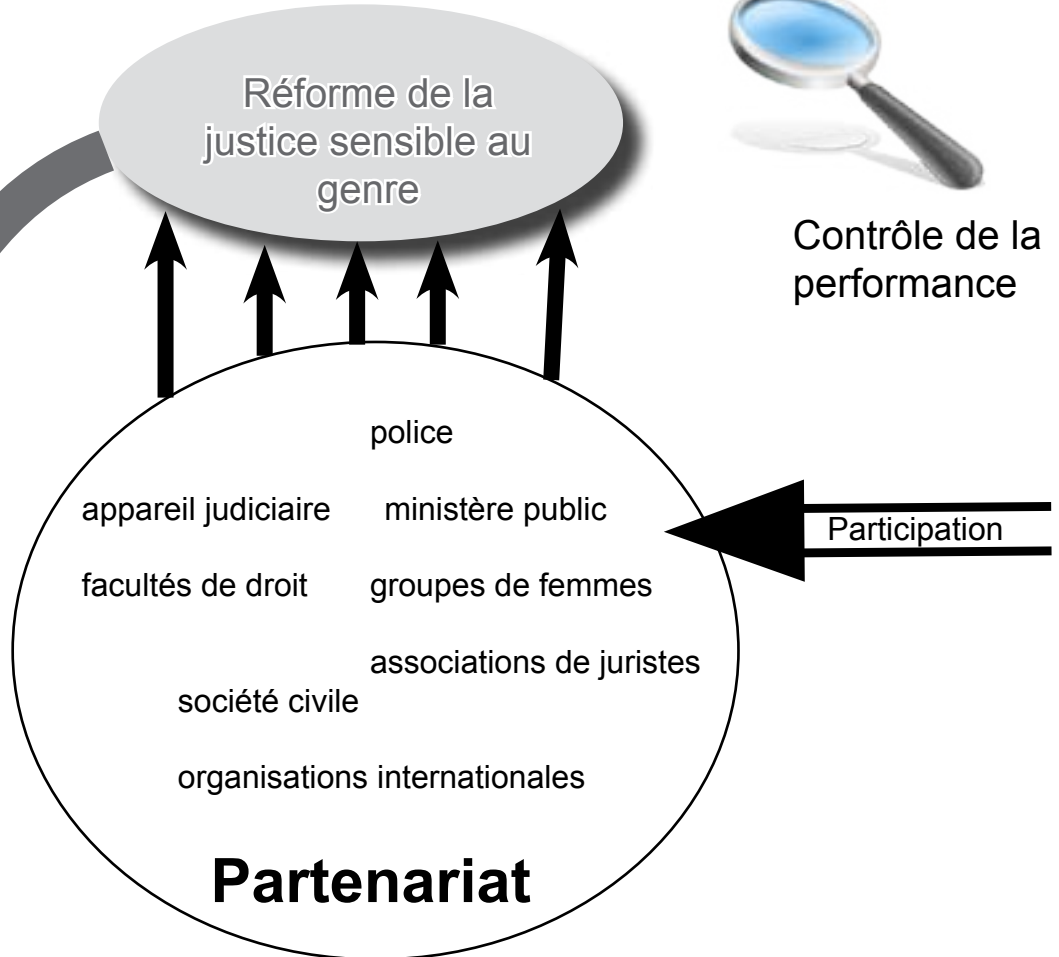 Réforme de la
justice sensible au
genre
Contrôle de la
performance
police
appareil judiciaire
ministère public
Participation
facultés de droit
groupes de femmes
associations de juristes
société civile
organisations internationales
Partenariat